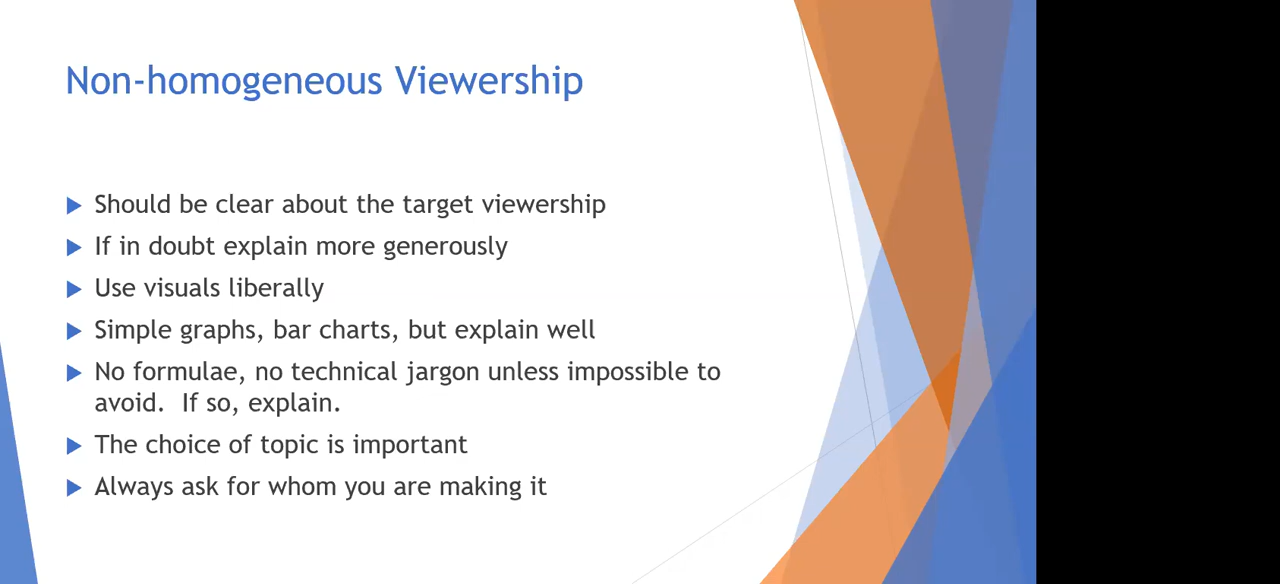 Non-homogeneous Viewership
Should be clear about the target viewership
If in doubt explain more generously
Use visuals liberally
Simple graphs, bar charts, but explain well
No formulae, no technical jargon unless impossible to
avoid.  If so, explain.
The choice of topic is important
Always ask for whom you are making it